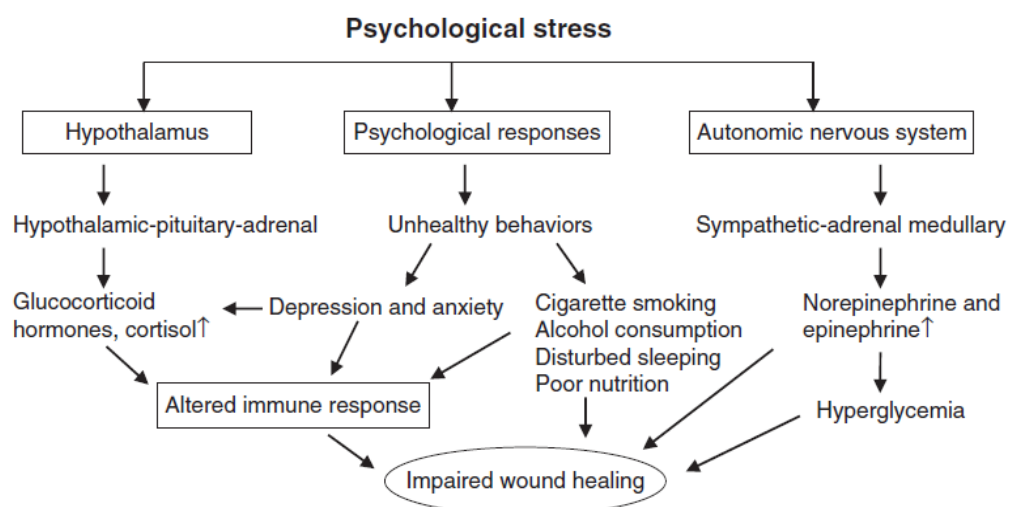 Psychological stress
Hypothalamus
Psychological responses
Autonomic nervous system
Hypothalamic-pituitary-adrenal
Unhealthy behaviors
Sympathetic-adrenal medullary
Glucocorticoid
hormones, cortisol↑
Depression and anxiety
Cigarette smoking
Alcohol consumption
Disturbed sleeping
Poor nutrition
Norepinephrine and
epinephrine↑
Altered immune response
Hyperglycemia
Impaired wound healing